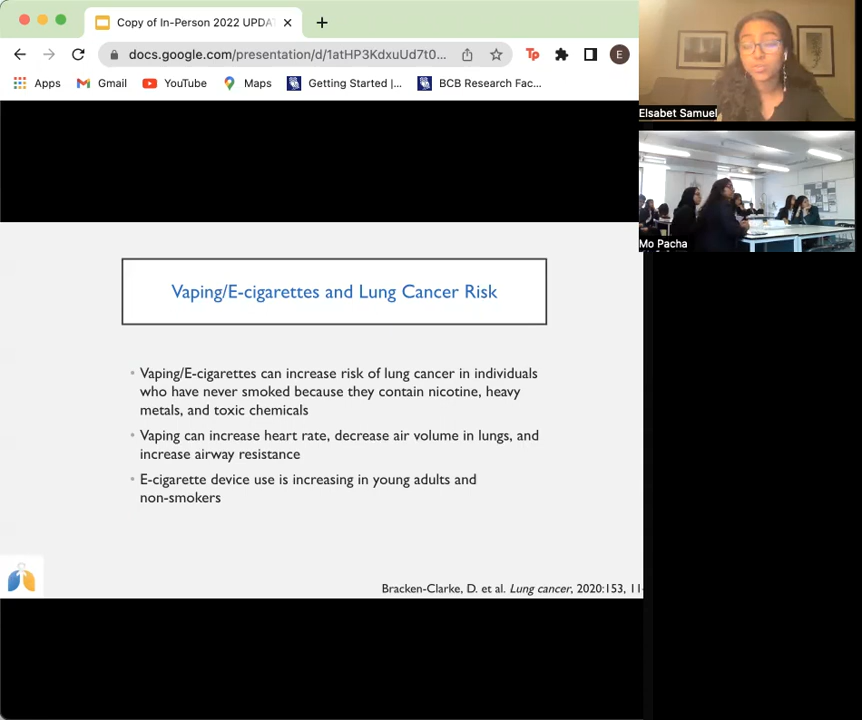 Copy of In-Person 2022 UPDA
docs.google.com/presentation/d/1atHP3KdxuUd7t0...
Tp
E
Apps
Gmail
YouTube
Maps
Getting Started |...
BCB Research Fac...
Elsabet Samuel
Mo Pacha
Vaping/E-cigarettes and Lung Cancer Risk
Vaping/E-cigarettes can increase risk of lung cancer in individuals
who have never smoked because they contain nicotine, heavy
metals, and toxic chemicals
Vaping can increase heart rate, decrease air volume in lungs, and
increase airway resistance
E-cigarette device use is increasing in young adults and
non-smokers
Bracken-Clarke, D. et al. Lung cancer, 2020:153, 11